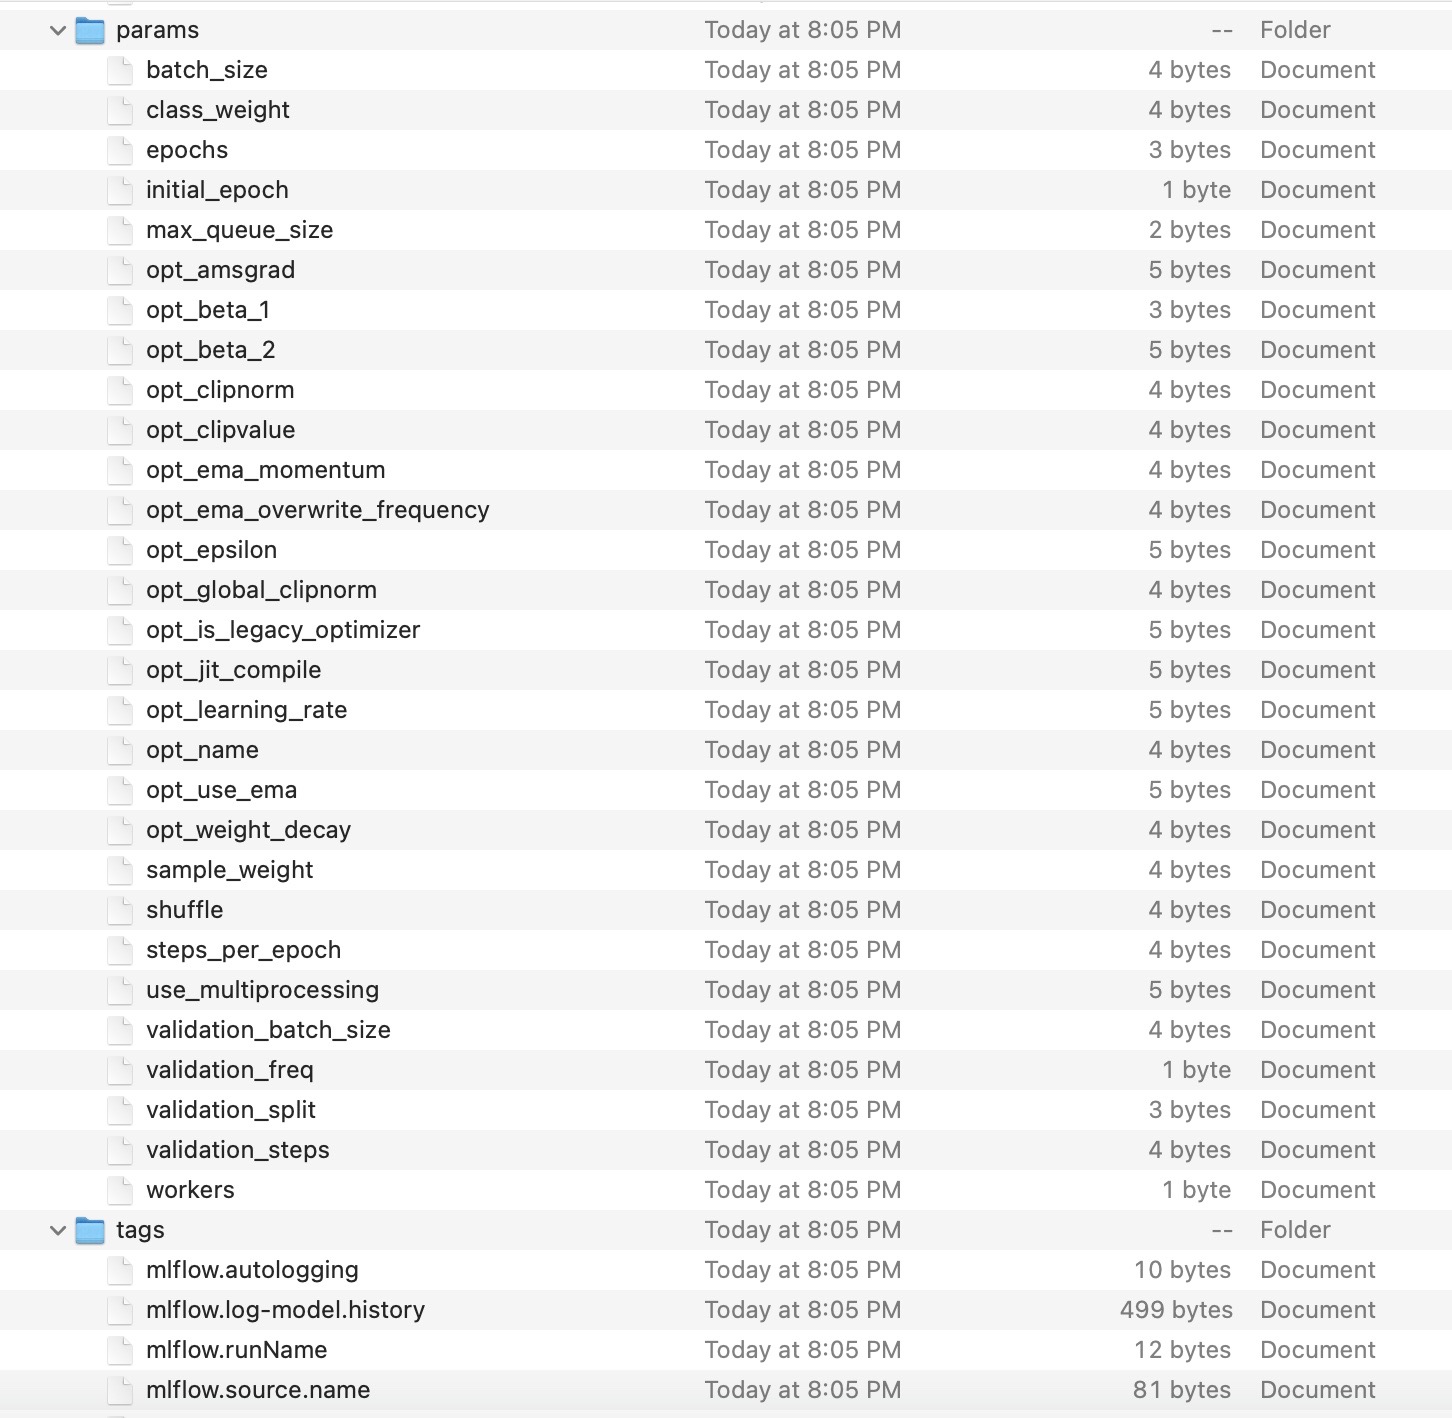 params Today at 8:05 PM -- Folder
batch_size Today at 8:05 PM 4 bytes Document
class_weight Today at 8:05 PM 4 bytes Document
epochs Today at 8:05 PM 3 bytes Document
initial_epoch Today at 8:05 PM 1 byte Document
max_queue_size Today at 8:05 PM 2 bytes Document
opt_amsgrad Today at 8:05 PM 5 bytes Document
opt_beta_1 Today at 8:05 PM 3 bytes Document
opt_beta_2 Today at 8:05 PM 5 bytes Document
opt_clipnorm Today at 8:05 PM 4 bytes Document
opt_clipvalue Today at 8:05 PM 4 bytes Document
opt_ema_momentum Today at 8:05 PM 4 bytes Document
opt_ema_overwrite_frequency Today at 8:05 PM 4 bytes Document
opt_epsilon Today at 8:05 PM 5 bytes Document
opt_global_clipnorm Today at 8:05 PM 4 bytes Document
opt_is_legacy_optimizer Today at 8:05 PM 5 bytes Document
opt_jit_compile Today at 8:05 PM 5 bytes Document
opt_learning_rate Today at 8:05 PM 5 bytes Document
opt_name Today at 8:05 PM 4 bytes Document
opt_use_ema Today at 8:05 PM 5 bytes Document
opt_weight_decay Today at 8:05 PM 4 bytes Document
sample_weight Today at 8:05 PM 4 bytes Document
shuffle Today at 8:05 PM 4 bytes Document
steps_per_epoch Today at 8:05 PM 4 bytes Document
use_multiprocessing Today at 8:05 PM 5 bytes Document
validation_batch_size Today at 8:05 PM 4 bytes Document
validation_freq Today at 8:05 PM 1 byte Document
validation_split Today at 8:05 PM 3 bytes Document
validation_steps Today at 8:05 PM 4 bytes Document
workers Today at 8:05 PM 1 byte Document
tags Today at 8:05 PM -- Folder
mlflow.autologging Today at 8:05 PM 10 bytes Document
mlflow.log-model.history Today at 8:05 PM 499 bytes Document
mlflow.runName Today at 8:05 PM 12 bytes Document
mlflow.source.name Today at 8:05 PM 81 bytes Document